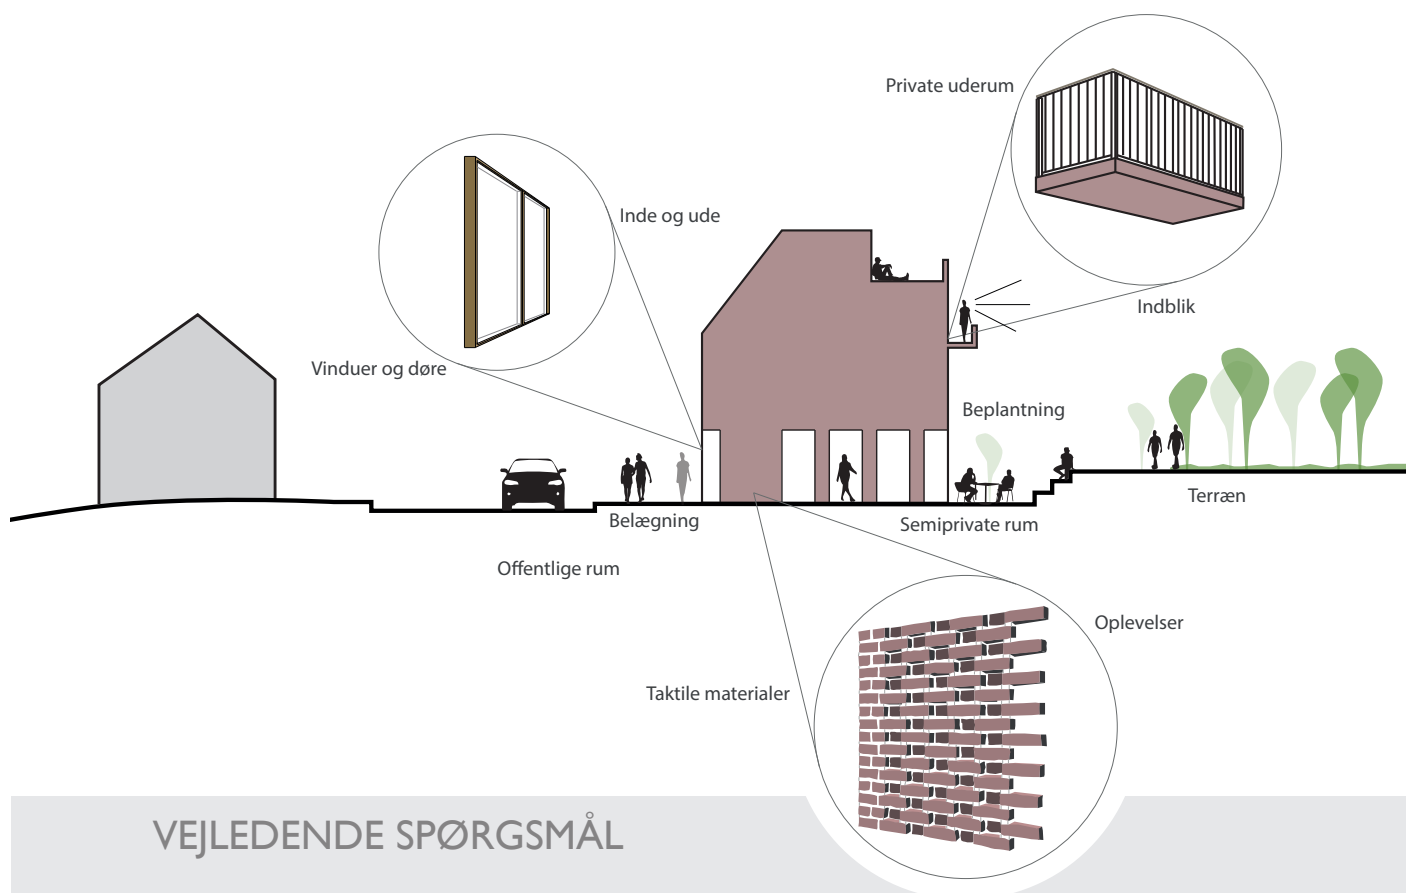 Private uderum
Inde og ude
Indblik
Vinduer og døre
Beplantning
Terræn
Belægning
Semiprivate rum
Offentlige rum
Oplevelser
Taktile materialer
VEJLEDENDE SPØRGSMÅL